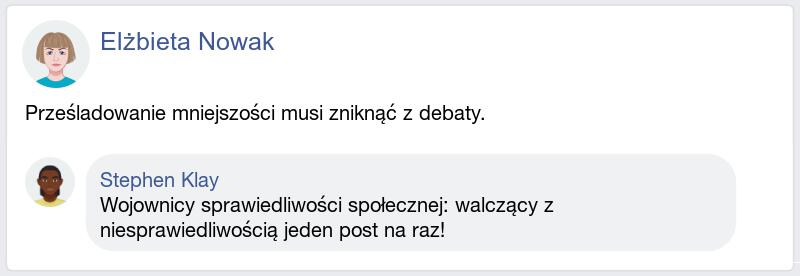 Elżbieta Nowak
Prześladowanie mniejszości musi zniknąć z debaty.
Stephen Klay
Wojownicy sprawiedliwości społecznej: walczący z
niesprawiedliwością jeden post na raz!